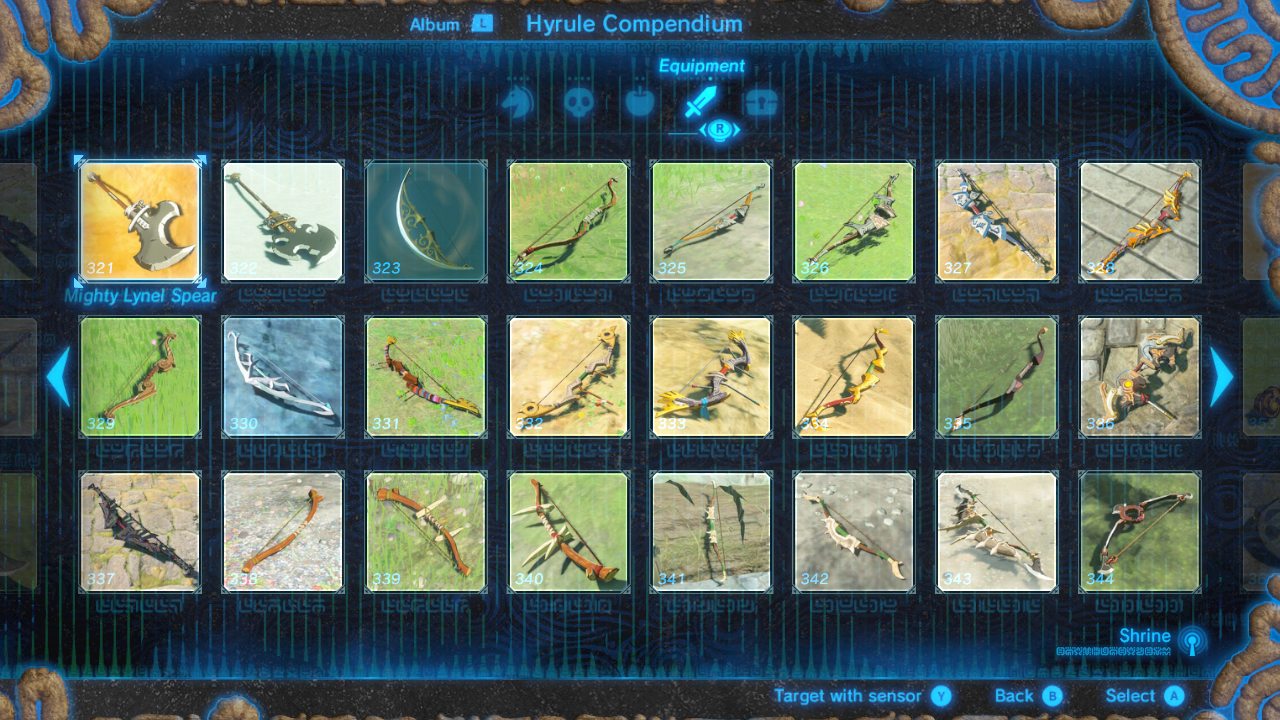 Album L Hyrule Compendium
Equipment
R
321 322 323 324 325 326 327 328
Mighty Lynel Spear
329 330 331 332 333 334 335 336
337 338 339 340 341 342 343 344
Shrine
Target with sensor Y Back B Select A